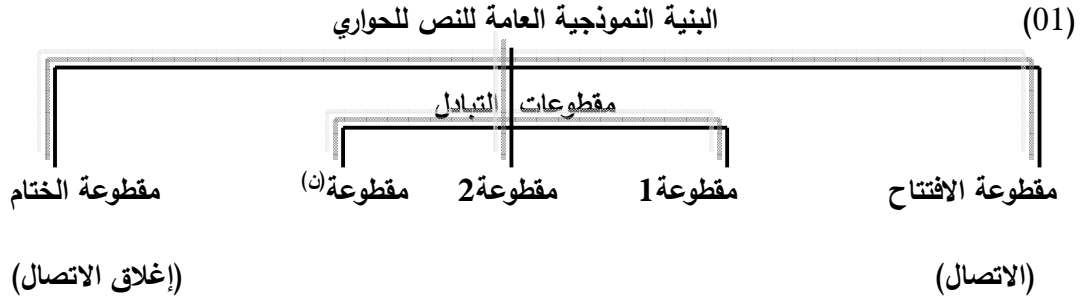 (01) البنية النموذجية العامة للنص للحواري
مقطوعات التبادل
مقطوعة الافتتاح مقطوعة1 مقطوعة2 مقطوعة(ن) مقطوعة الختام
(الاتصال) (إغلاق الاتصال)